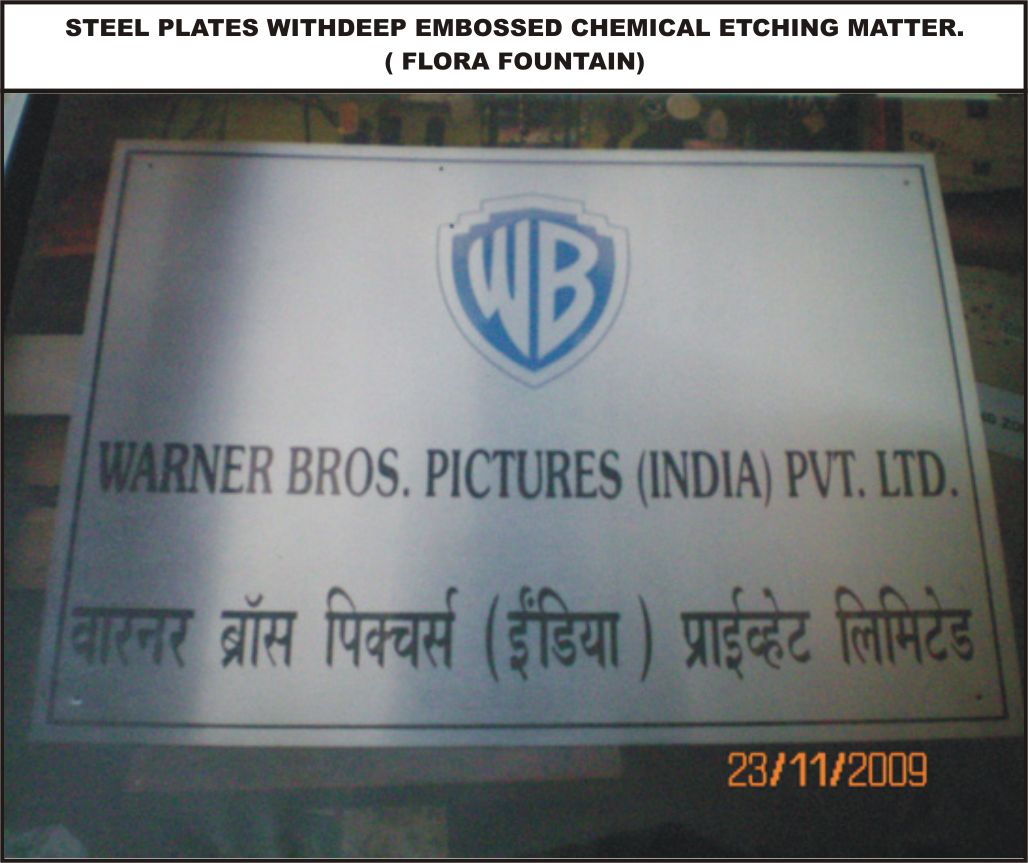 STEEL PLATES WITHDEEP EMBOSSED CHEMICAL ETCHING MATTER.
( FLORA FOUNTAIN)
WB
WARNER BROS. PICTURES (INDIA) PVT. LTD.
वारनर ब्रॉस पिक्चर्स (ईंडिया) प्राईव्हेट लिमिटेड
23/11/2009